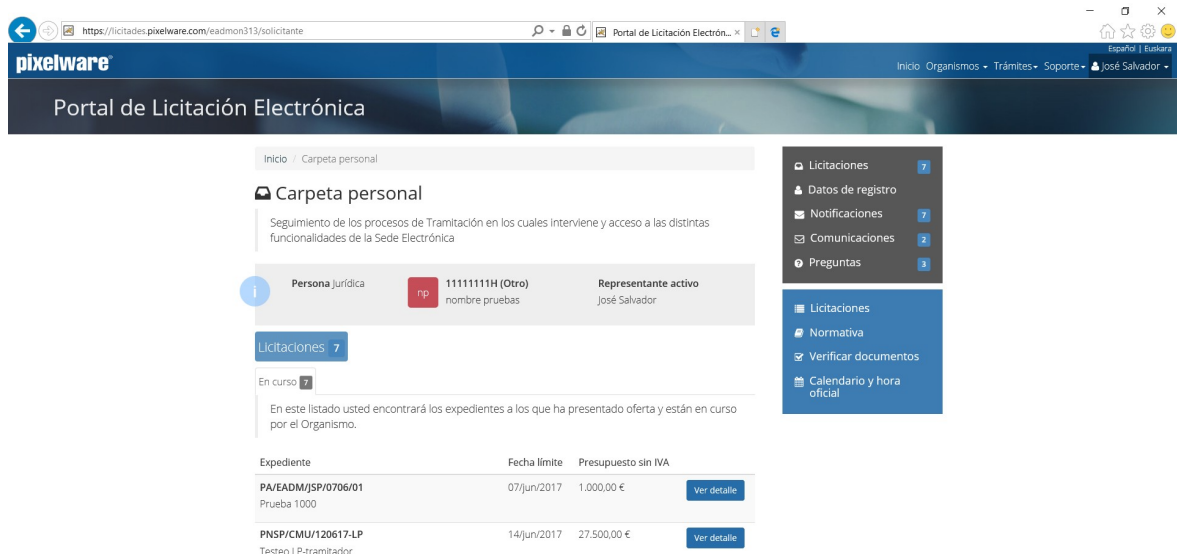 https://licitades.pixelware.com/eadmon313/solicitante
Portal de Licitación Electrón...
Español | Euskara
pixelware
Inicio Organismos Trámites Soporte José Salvador
Portal de Licitación Electrónica
Inicio / Carpeta personal
Carpeta personal
Seguimiento de los procesos de Tramitación en los cuales interviene y acceso a las distintas
funcionalidades de la Sede Electrónica
i
Persona Jurídica
np
11111111H (Otro)
nombre pruebas
Representante activo
José Salvador
Licitaciones 7
En curso 7
En este listado usted encontrará los expedientes a los que ha presentado oferta y están en curso
por el Organismo.
Expediente Fecha límite Presupuesto sin IVA
PA/EADM/JSP/0706/01 07/jun/2017 1.000,00 € Ver detalle
Prueba 1000
PNSP/CMU/120617-LP 14/jun/2017 27.500,00 € Ver detalle
Testeo LP-tramitador
Licitaciones 7
Datos de registro
Notificaciones 7
Comunicaciones 2
Preguntas 3
Licitaciones
Normativa
Verificar documentos
Calendario y hora
oficial